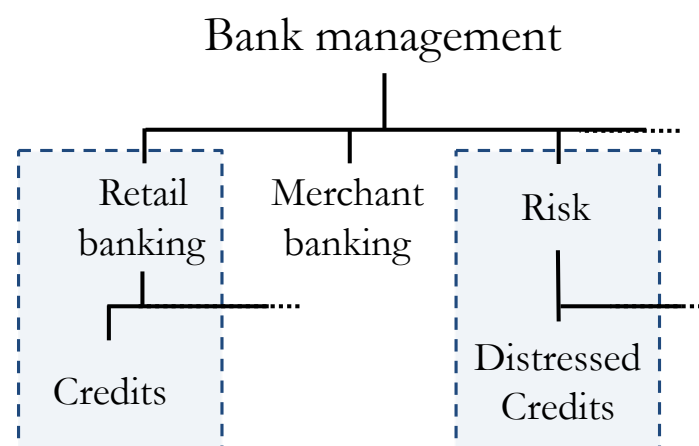 Bank management
Retail
banking
Merchant
banking
Risk
Credits
Distressed
Credits